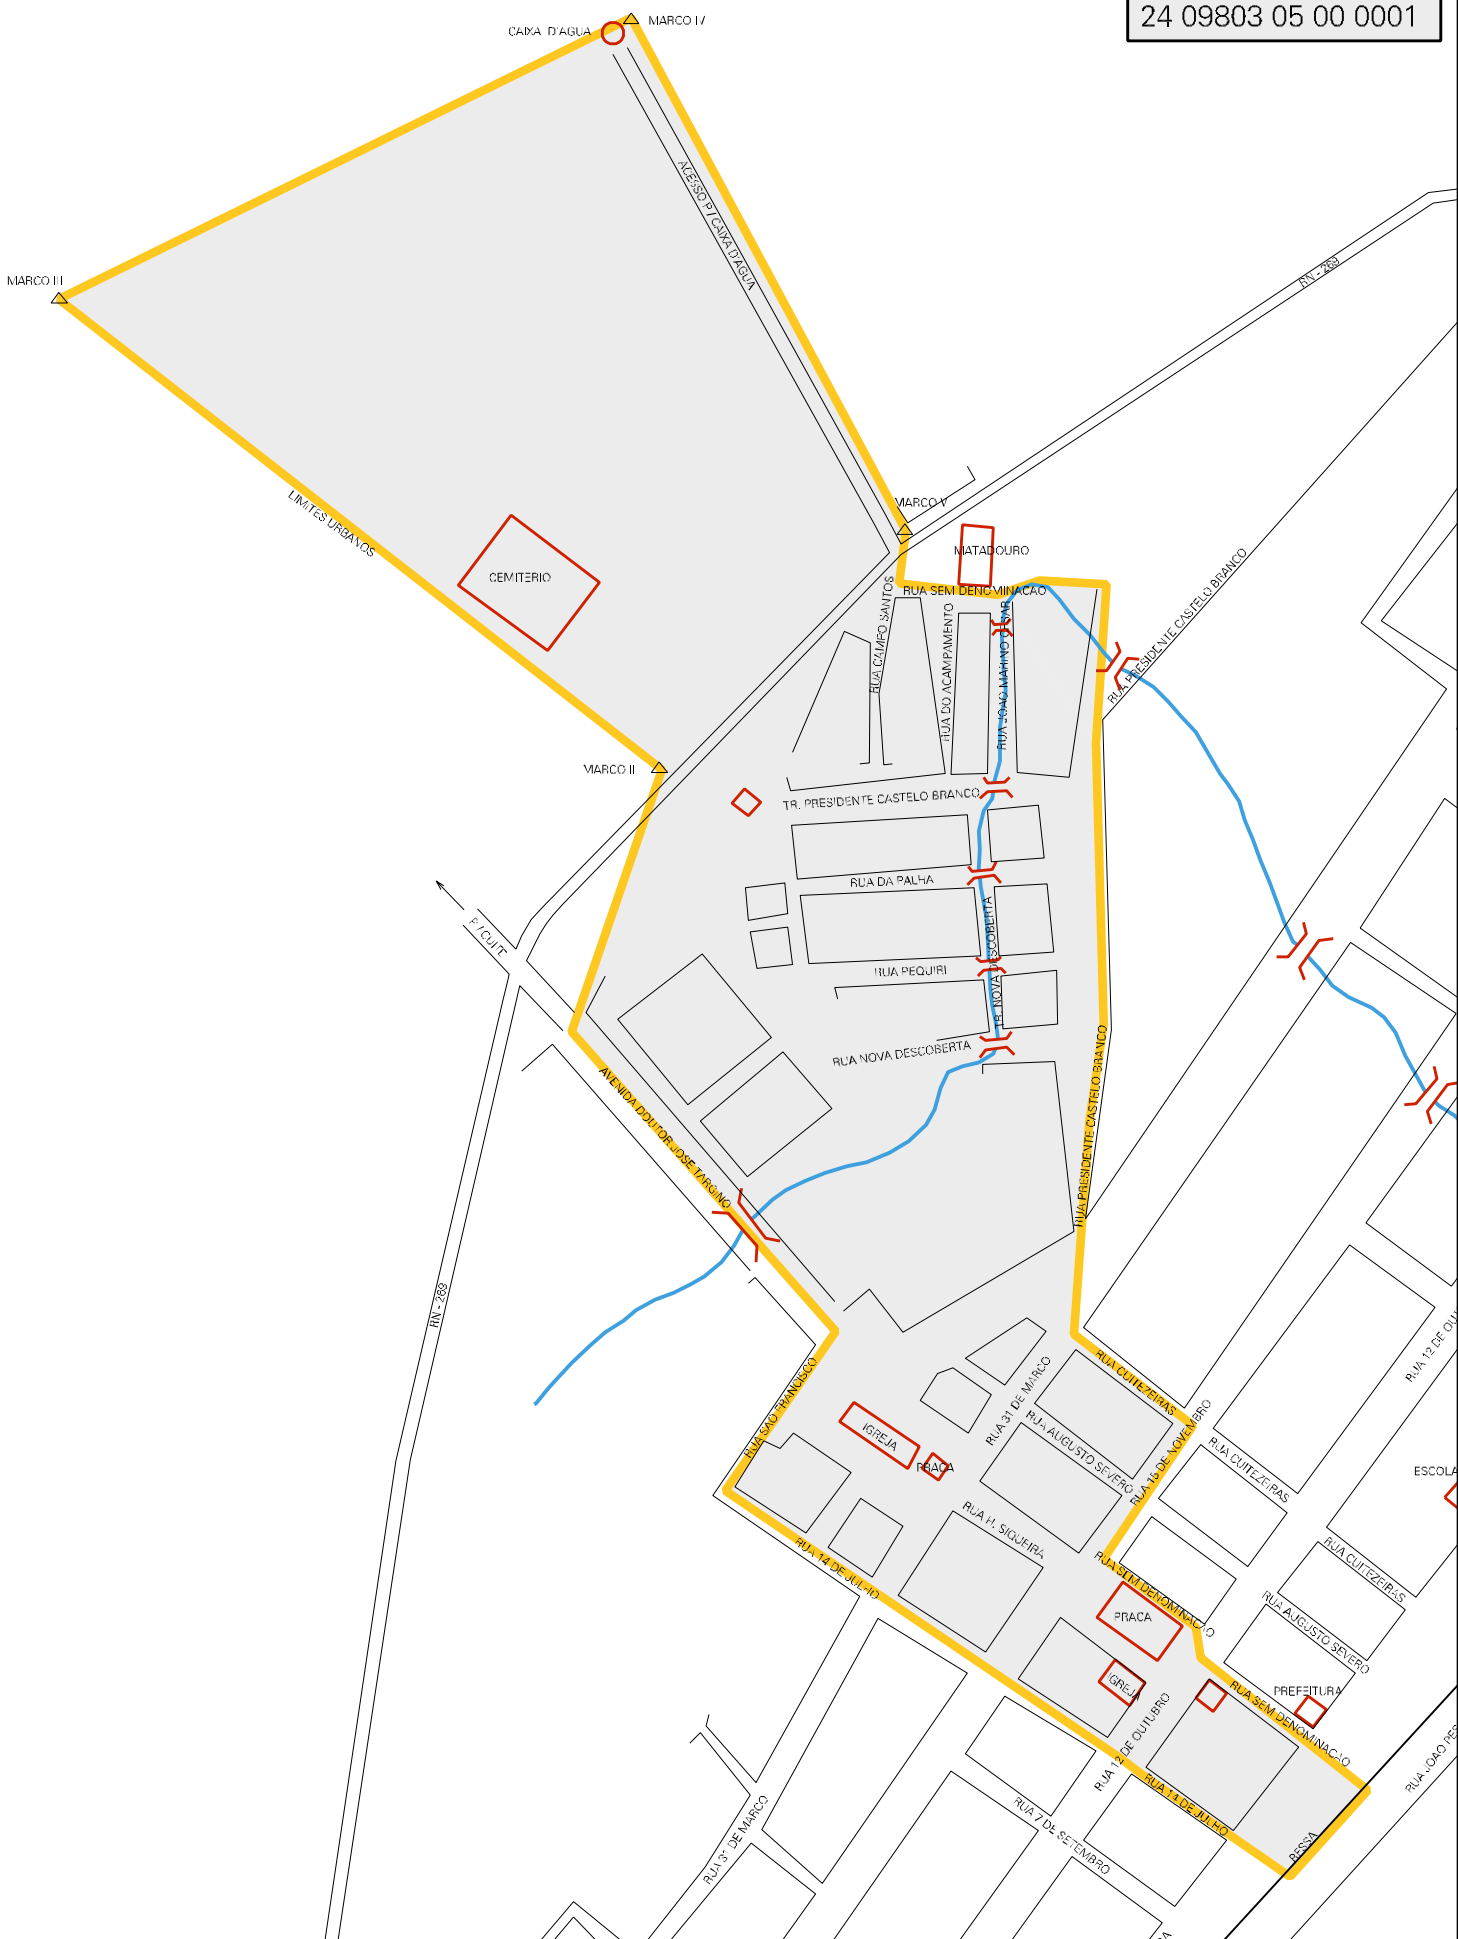 24 09803 05 00 0001
MARCO IV
CAIXA D'AGUA
ACESSO P/ CAIXA D'AGUA
RN - 269
MARCO III
MARCO V
LIMITES URBANOS
MATADOURO
CEMITERIO
RUA SEM DENOMINACAO
RUA PRESIDENTE CASTELO BRANCO
RUA CAMPO SANTOS
RUA DO ACAMPAMENTO
RUA JOAO MARINO CESAR
MARCO II
TR. PRESIDENTE CASTELO BRANCO
RUA DA PALHA
P / CUITE
TR. NOVA DESCOBERTA
RUA PEQUIRI
RUA NOVA DESCOBERTA
RUA PRESIDENTE CASTELO BRANCO
AVENIDA DOUTOR JOSE TARGINO
RN - 269
RUA CUITEZEIRAS
RUA 12 DE OU
RUA SAO FRANCISCO
RUA 31 DE MARCO
IGREJA
PRACA
RUA AUGUSTO SEVERO
RUA 15 DE NOVEMBRO
RUA CUITEZEIRAS
ESCOLA
RUA H. SIQUEIRA
RUA 14 DE JULHO
RUA SEM DENOMINACAO
RUA CUITEZEIRAS
PRACA
RUA AUGUSTO SEVERO
IGREJA
PREFEITURA
RUA SEM DENOMINACAO
RUA 12 DE OUTUBRO
RUA JOAO PES
RUA 14 DE JULHO
RUA 7 DE SETEMBRO
RUA 31 DE MARCO
BESSA